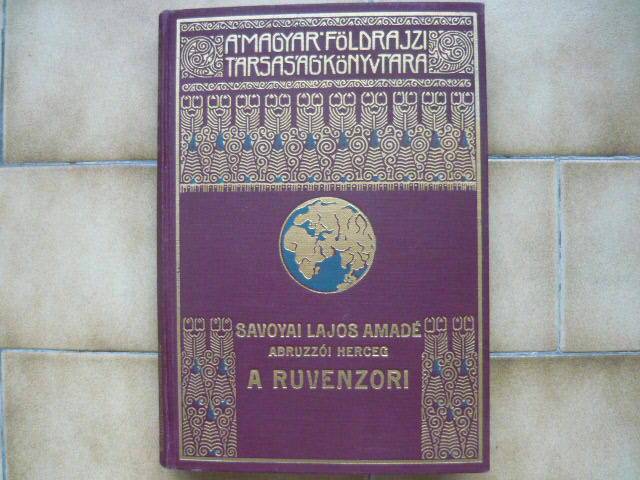 A MAGYAR FÖLDRAJZI
TÁRSASÁG KÖNYVTÁRA
SAVOYAI LAJOS AMADÉ
ABRUZZÓI HERCEG
A RUVENZORI